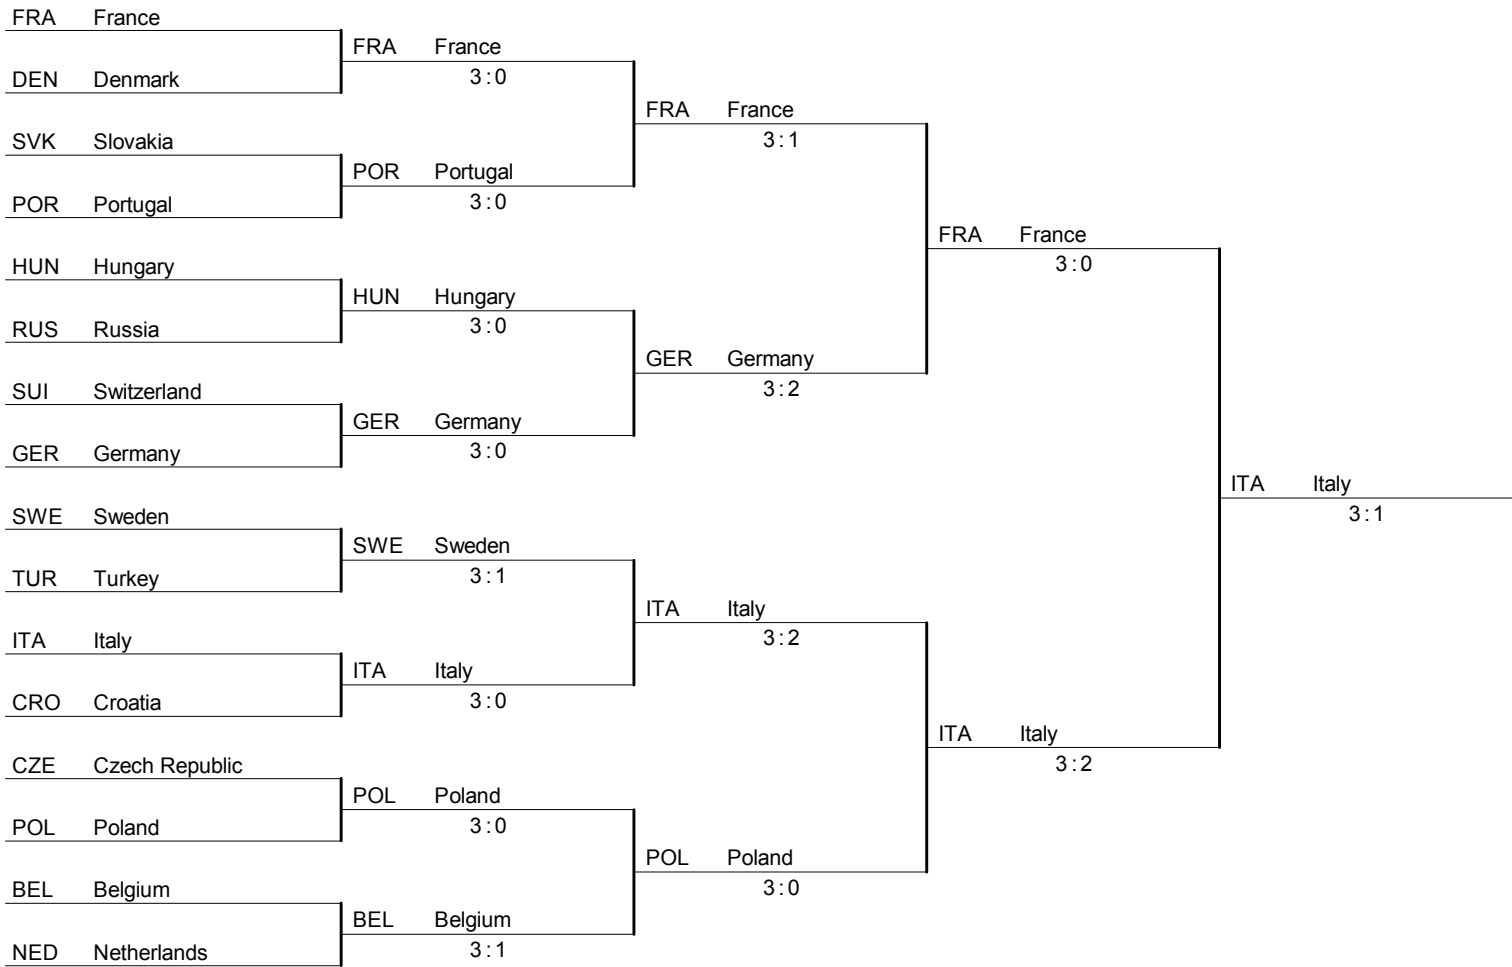 FRA France
DEN Denmark
SVK Slovakia
POR Portugal
HUN Hungary
RUS Russia
SUI Switzerland
GER Germany
SWE Sweden
TUR Turkey
ITA Italy
CRO Croatia
CZE Czech Republic
POL Poland
BEL Belgium
NED Netherlands
FRA France
3:0
POR Portugal
3:0
HUN Hungary
3:0
GER Germany
3:0
SWE Sweden
3:1
ITA Italy
3:0
POL Poland
3:0
BEL Belgium
3:1
FRA France
3:1
GER Germany
3:2
ITA Italy
3:2
POL Poland
3:0
FRA France
3:0
ITA Italy
3:2
ITA Italy
3:1